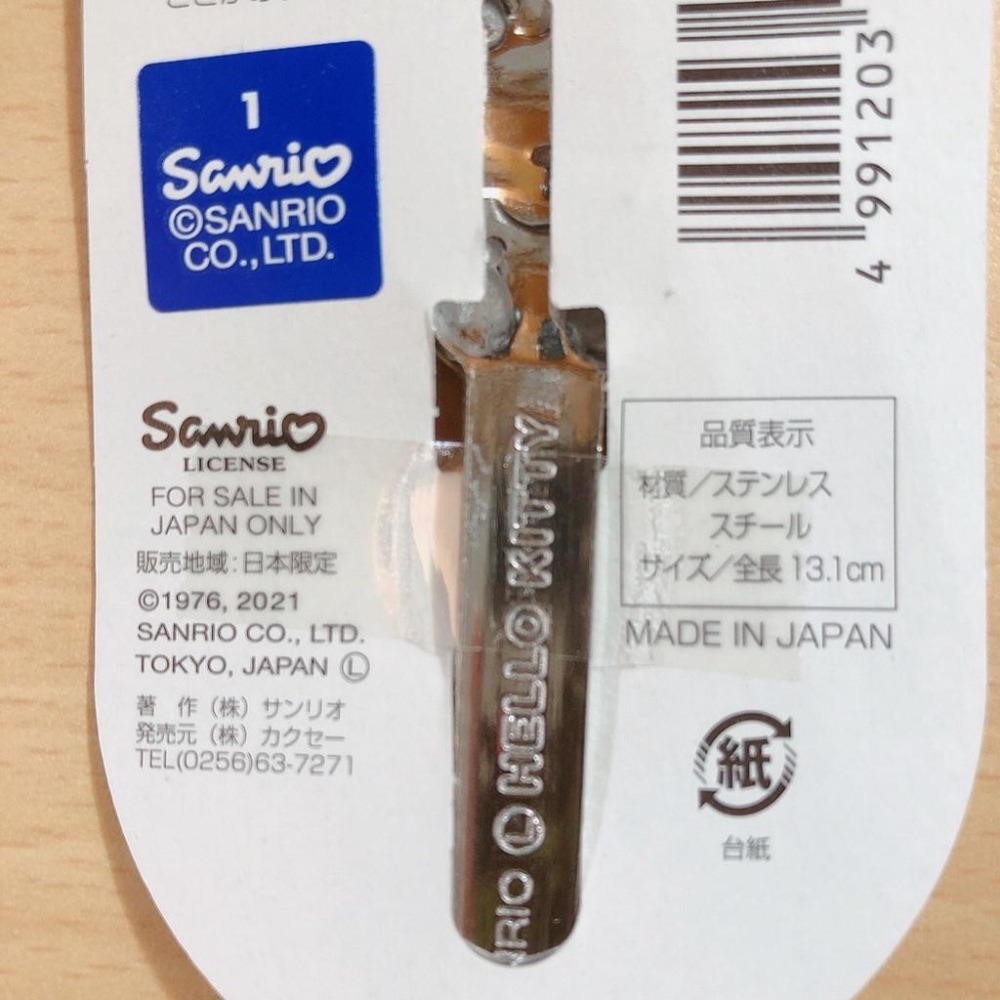 1
Sanrio
©SANRIO
CO.,LTD.
4 991203
Sanrio
LICENSE
FOR SALE IN
JAPAN ONLY
販売地域:日本限定
©1976, 2021
SANRIO CO., LTD.
TOKYO, JAPAN Ⓛ
著 作(株)サンリオ
発売元(株)カクセー
TEL(0256)63-7271
NRIO Ⓛ HELLO KITTY
品質表示
材質/ステンレス
スチール
サイズ/全長 13.1cm
MADE IN JAPAN
紙
台紙